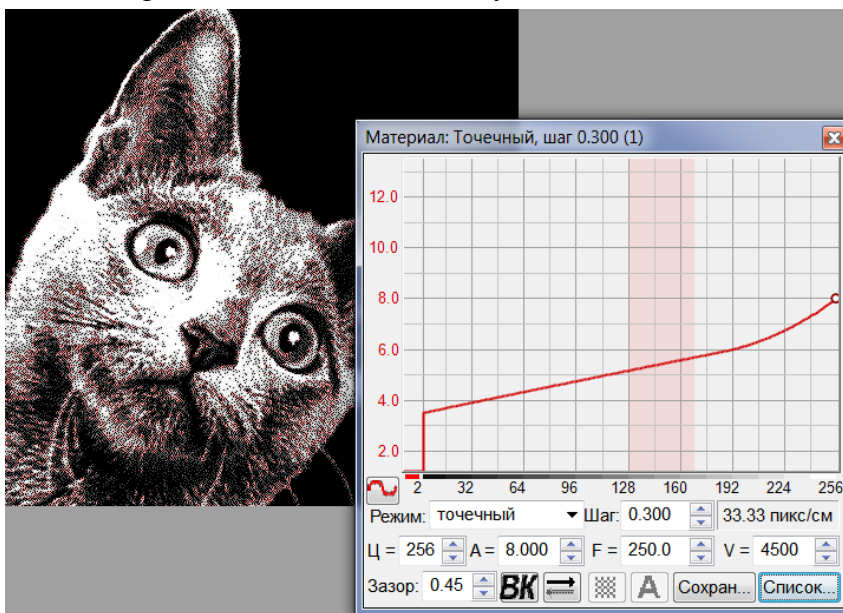 Материал: Точечный, шаг 0.300 (1)
12.0
10.0
8.0
6.0
4.0
2.0
2 32 64 96 128 160 192 224 256
Режим: точечный Шаг: 0.300 33.33 пикс/см
Ц = 256 A = 8.000 F = 250.0 V = 4500
Зазор: 0.45 ВК A Сохран... Список...